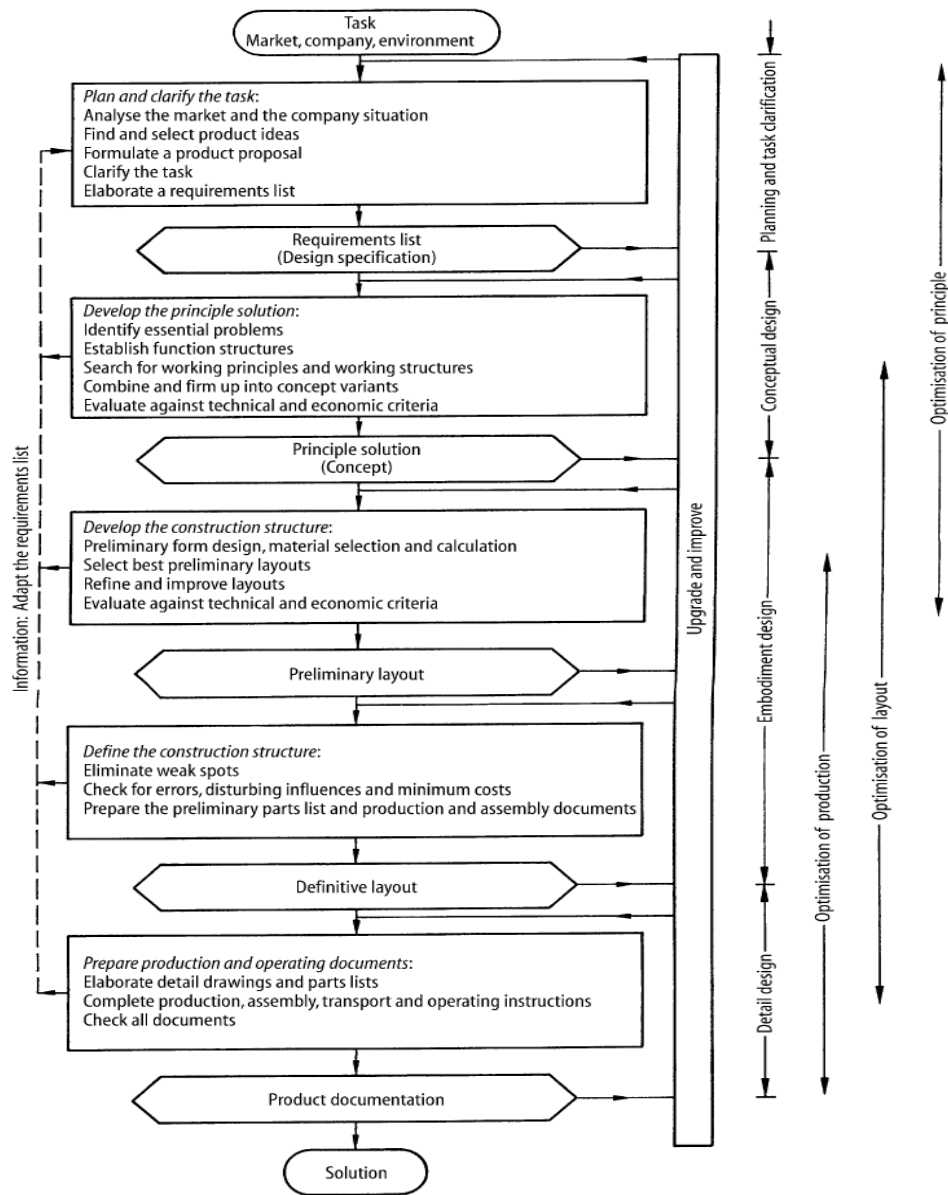 Task
Market, company, environment
Plan and clarify the task:
Analyse the market and the company situation
Find and select product ideas
Formulate a product proposal
Clarify the task
Elaborate a requirements list
Requirements list
(Design specification)
Develop the principle solution:
Identify essential problems
Establish function structures
Search for working principles and working structures
Combine and firm up into concept variants
Evaluate against technical and economic criteria
Principle solution
(Concept)
Develop the construction structure:
Preliminary form design, material selection and calculation
Select best preliminary layouts
Refine and improve layouts
Evaluate against technical and economic criteria
Preliminary layout
Define the construction structure:
Eliminate weak spots
Check for errors, disturbing influences and minimum costs
Prepare the preliminary parts list and production and assembly documents
Definitive layout
Prepare production and operating documents:
Elaborate detail drawings and parts lists
Complete production, assembly, transport and operating instructions
Check all documents
Product documentation
Solution
Information: Adapt the requirements list
Upgrade and improve
Planning and task clarification
Conceptual design
Embodiment design
Detail design
Optimisation of production
Optimisation of layout
Optimisation of principle